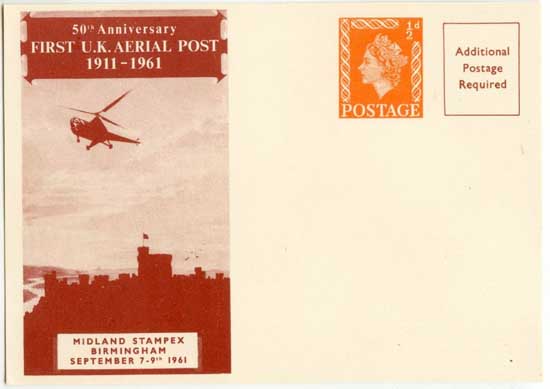 50th Anniversary
FIRST U.K. AERIAL POST
1911-1961
MIDLAND STAMPEX
BIRMINGHAM
SEPTEMBER 7-9th 1961
½d
POSTAGE
Additional
Postage
Required